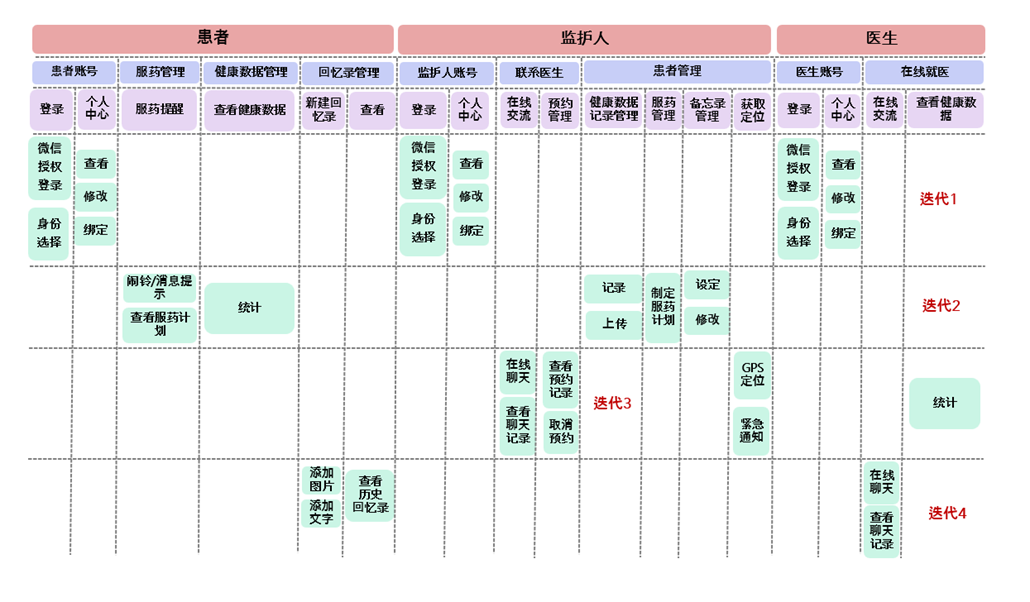 患者
监护人
医生
患者账号
服药管理
健康数据管理
回忆录管理
监护人账号
联系医生
患者管理
医生账号
在线就医
登录
个人
中心
服药提醒
查看健康数据
新建回
忆录
查看
登录
个人
中心
在线
交流
预约
管理
健康数据
记录管理
服药
管理
备忘录
管理
获取
定位
登录
个人
中心
在线
交流
查看健康数
据
微信
授权
登录
身份
选择
查看
修改
绑定
微信
授权
登录
身份
选择
查看
修改
绑定
微信
授权
登录
身份
选择
查看
修改
绑定
迭代1
闹铃/消息提
示
查看服药计
划
统计
记录
上传
制定
服药
计划
设定
修改
迭代2
在线
聊天
查看
聊天
记录
查看
预约
记录
取消
预约
迭代3
GPS
定位
紧急
通知
统计
添加
图片
添加
文字
查看
历史
回忆录
在线
聊天
查看
聊天
记录
迭代4